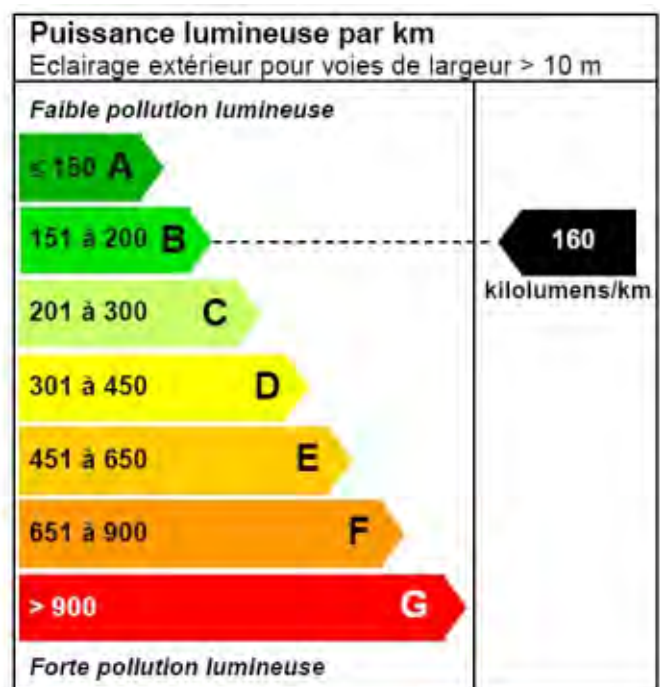 Puissance lumineuse par km
Eclairage extérieur pour voies de largeur > 10 m
Faible pollution lumineuse
≤ 150 A
151 à 200 B
160
kilolumens/km
201 à 300 C
301 à 450 D
451 à 650 E
651 à 900 F
> 900 G
Forte pollution lumineuse